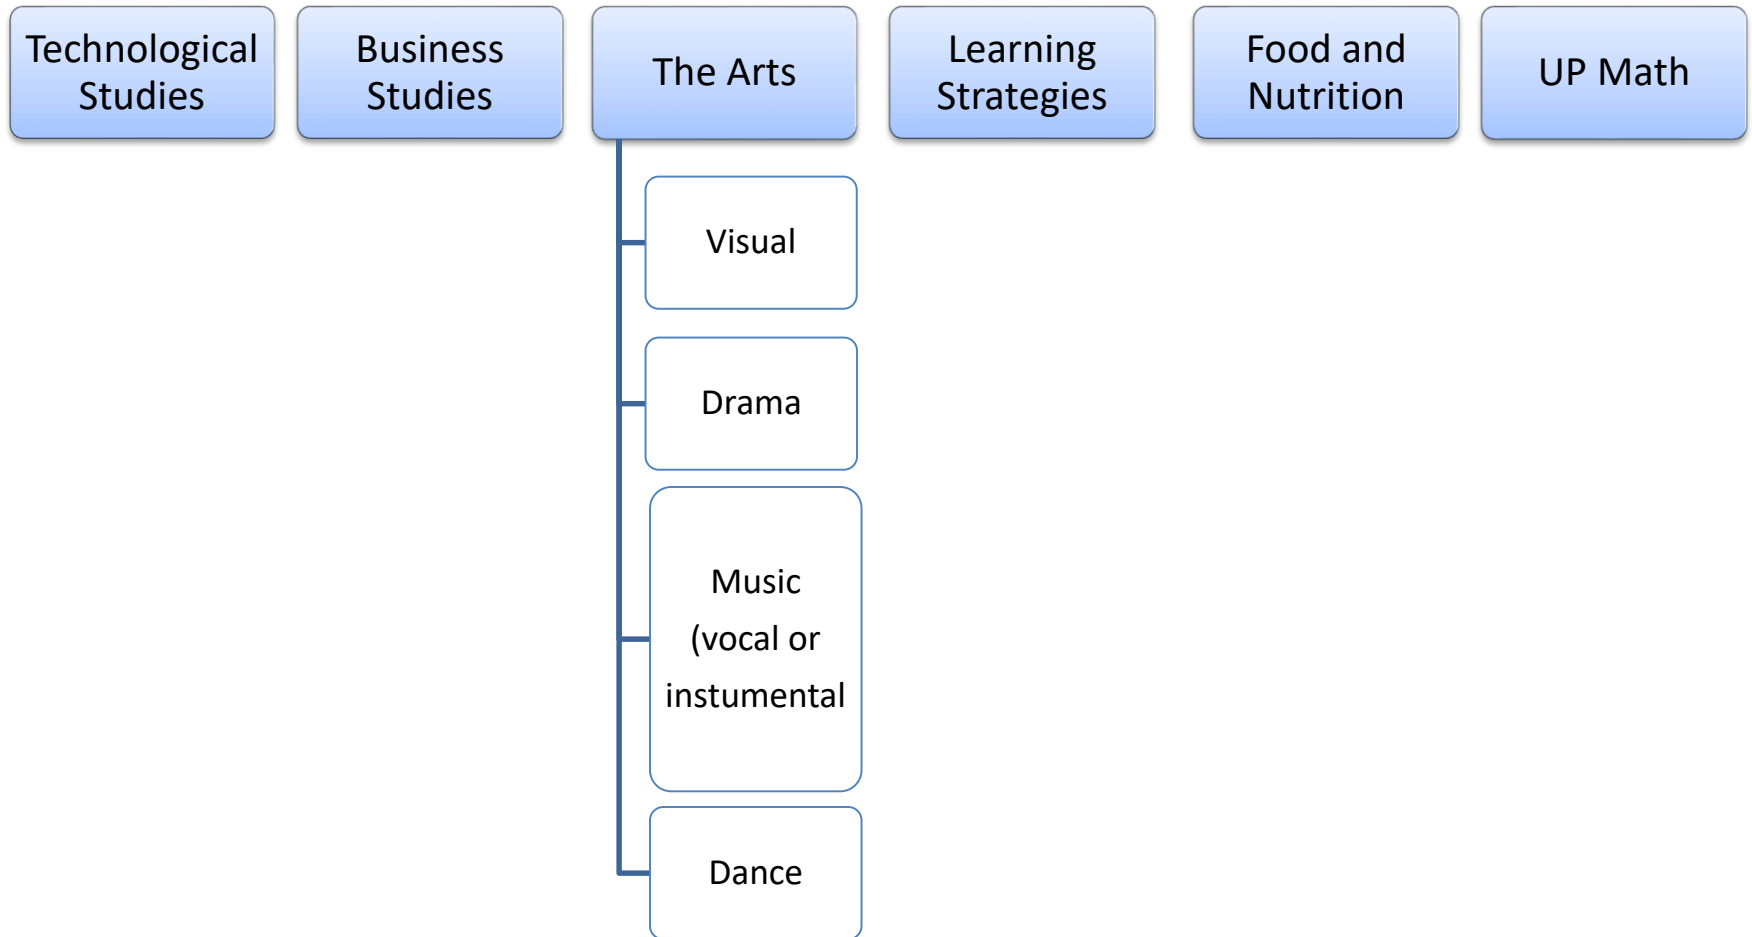 Technological
Studies
Business
Studies
The Arts
Learning
Strategies
Food and
Nutrition
UP Math
Visual
Drama
Music
(vocal or
instumental
Dance